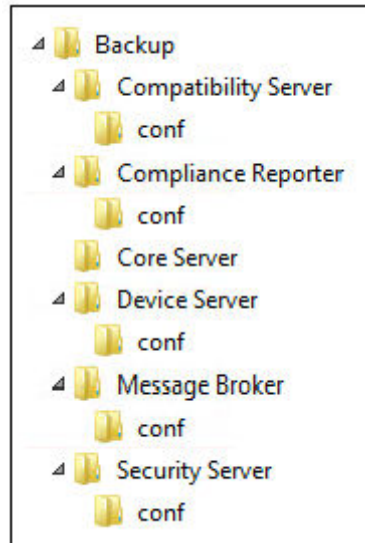 Backup
Compatibility Server
conf
Compliance Reporter
conf
Core Server
Device Server
conf
Message Broker
conf
Security Server
conf